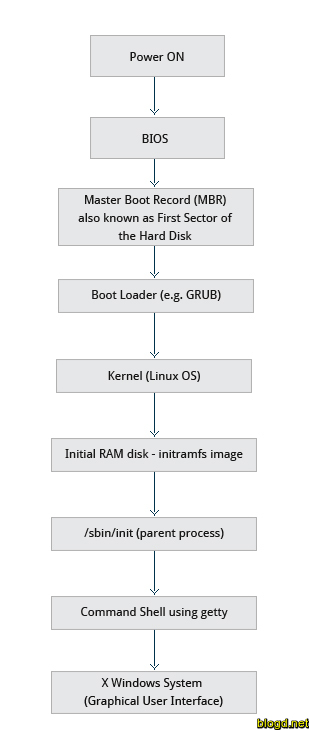 Power ON
BIOS
Master Boot Record (MBR)
also known as First Sector of
the Hard Disk
Boot Loader (e.g. GRUB)
Kernel (Linux OS)
Initial RAM disk - initramfs image
/sbin/init (parent process)
Command Shell using getty
X Windows System
(Graphical User Interface)
blogd.net